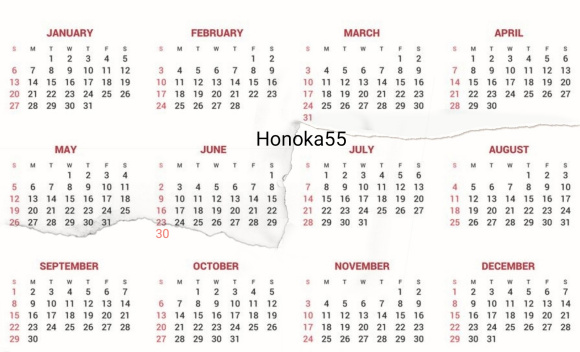 JANUARY
S M T W T F S
1 2 3 4 5
6 7 8 9 10 11 12
13 14 15 16 17 18 19
20 21 22 23 24 25 26
27 28 29 30 31
FEBRUARY
S M T W T F S
1 2
3 4 5 6 7 8 9
10 11 12 13 14 15 16
17 18 19 20 21 22 23
24 25 26 27 28
MARCH
S M T W T F S
1 2
3 4 5 6 7 8 9
10 11 12 13 14 15 16
17 18 19 20 21 22 23
24 25 26 27 28 29 30
31
APRIL
S M T W T F S
1 2 3 4 5 6
7 8 9 10 11 12 13
14 15 16 17 18 19 20
21 22 23 24 25 26 27
28 29 30
Honoka55
MAY
S M T W T F S
1 2 3 4
5 6 7 8 9 10 11
12 13 14 15 16 17 18
19 20 21 22 23 24 25
26 27 28 29 30 31
JUNE
S M T W T F S
1
2 3 4 5 6 7 8
9 10 11 12 13 14 15
16 17 18 19 20 21 22
23 24 25 26 27 28 29
30
JULY
S M T W T F S
1 2 3 4 5 6
7 8 9 10 11 12 13
14 15 16 17 18 19 20
21 22 23 24 25 26 27
28 29 30 31
AUGUST
S M T W T F S
1 2 3
4 5 6 7 8 9 10
11 12 13 14 15 16 17
18 19 20 21 22 23 24
25 26 27 28 29 30 31
SEPTEMBER
S M T W T F S
1 2 3 4 5 6 7
8 9 10 11 12 13 14
15 16 17 18 19 20 21
22 23 24 25 26 27 28
29 30
OCTOBER
S M T W T F S
1 2 3 4 5
6 7 8 9 10 11 12
13 14 15 16 17 18 19
20 21 22 23 24 25 26
27 28 29 30 31
NOVEMBER
S M T W T F S
1 2
3 4 5 6 7 8 9
10 11 12 13 14 15 16
17 18 19 20 21 22 23
24 25 26 27 28 29 30
DECEMBER
S M T W T F S
1 2 3 4 5 6 7
8 9 10 11 12 13 14
15 16 17 18 19 20 21
22 23 24 25 26 27 28
29 30 31